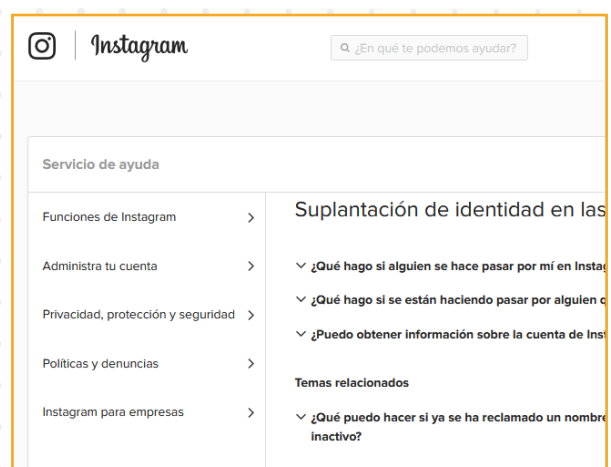 Instagram
¿En qué te podemos ayudar?
Servicio de ayuda
Funciones de Instagram
Administra tu cuenta
Privacidad, protección y seguridad
Políticas y denuncias
Instagram para empresas
Suplantación de identidad en las
¿Qué hago si alguien se hace pasar por mí en
¿Qué hago si se están haciendo pasar por alguien
¿Puedo obtener información sobre la cuenta de
Temas relacionados
¿Qué puedo hacer si ya se ha reclamado un nombre
inactivo?